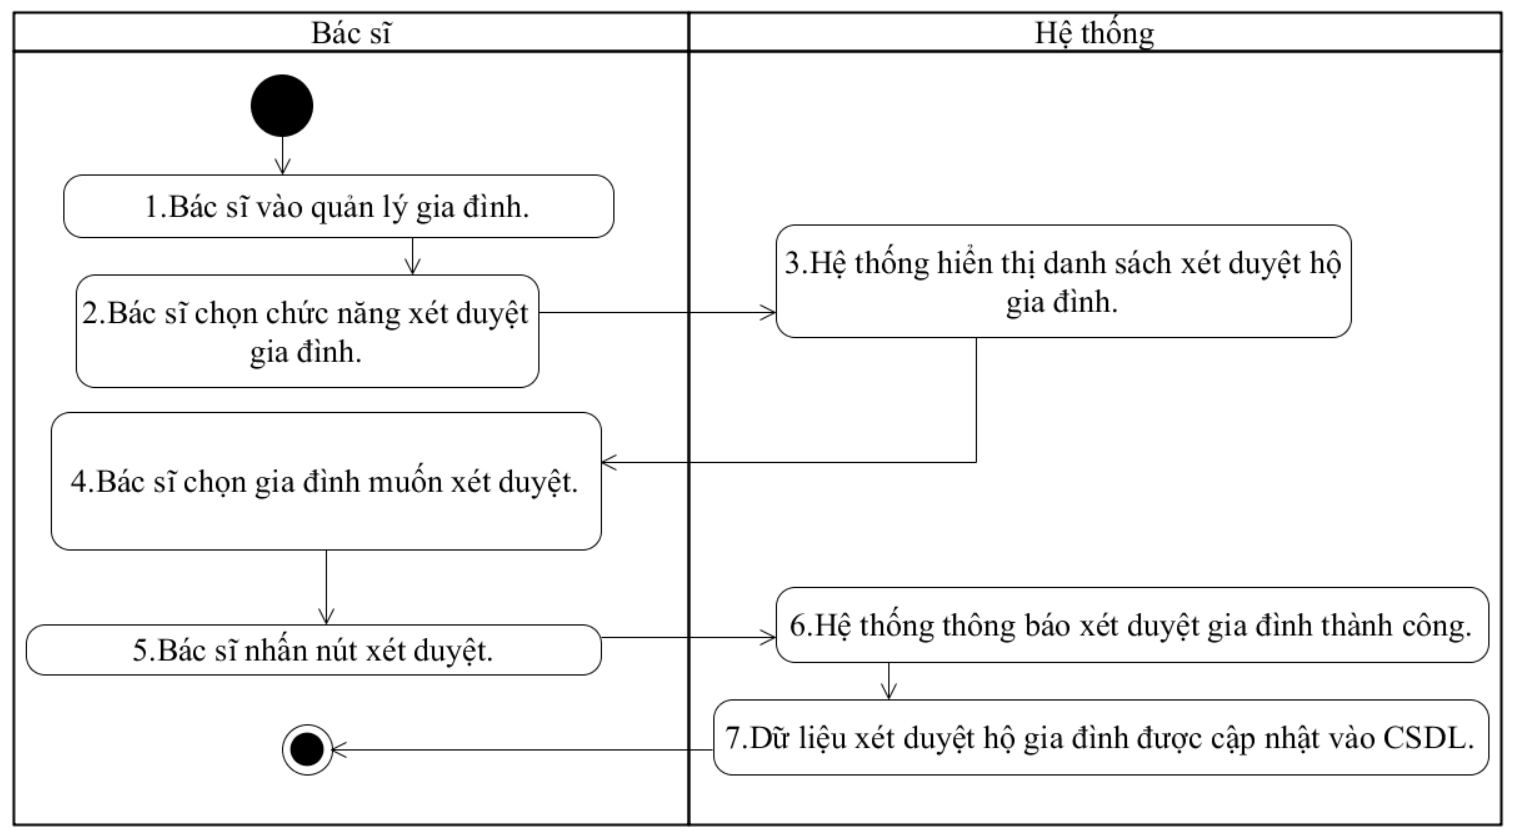 Bác sĩ
Hệ thống
1.Bác sĩ vào quản lý gia đình.
2.Bác sĩ chọn chức năng xét duyệt
gia đình.
3.Hệ thống hiển thị danh sách xét duyệt hộ
gia đình.
4.Bác sĩ chọn gia đình muốn xét duyệt.
5.Bác sĩ nhấn nút xét duyệt.
6.Hệ thống thông báo xét duyệt gia đình thành công.
7.Dữ liệu xét duyệt hộ gia đình được cập nhật vào CSDL.